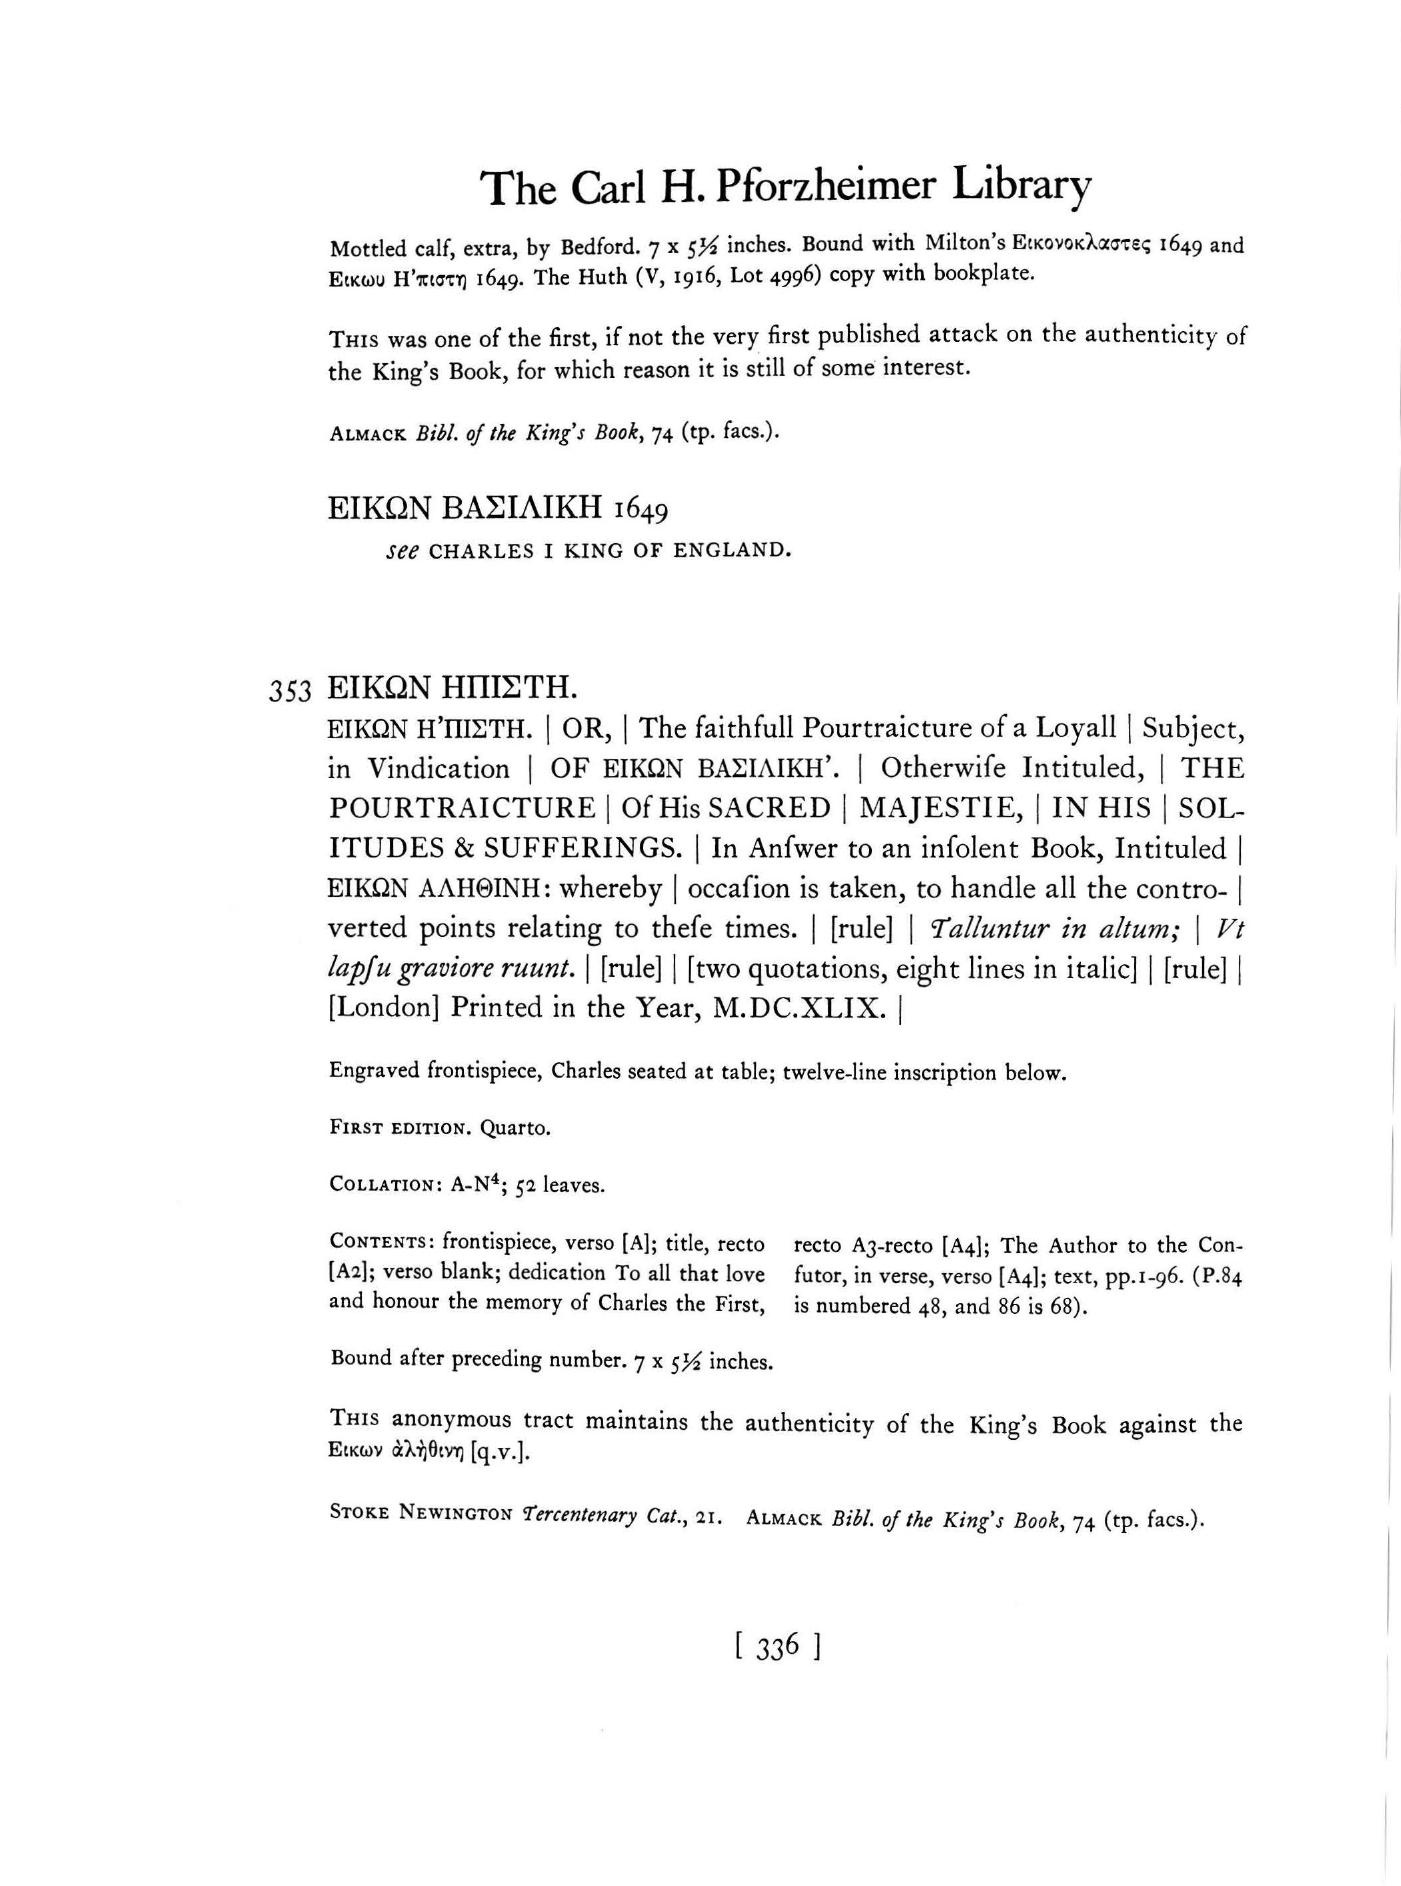 The Carl H. Pforzheimer Library
Mottled calf, extra, by Bedford. 7 x 5½ inches. Bound with Milton's Εικονοκλαστες 1649 and
Εικωυ Η'πιστη 1649. The Huth (V, 1916, Lot 4996) copy with bookplate.
This was one of the first, if not the very first published attack on the authenticity of
the King's Book, for which reason it is still of some interest.
Almack Bibl. of the King's Book, 74 (tp. facs.).
ΕΙΚΩΝ ΒΑΣΙΛΙΚΗ 1649
see CHARLES I KING OF ENGLAND.
353 ΕΙΚΩΝ ΗΠΙΣΤΗ.
ΕΙΚΩΝ Η'ΠΙΣΤΗ. | OR, | The faithfull Pourtraicture of a Loyall | Subject,
in Vindication | OF ΕΙΚΩΝ ΒΑΣΙΛΙΚΗ'. | Otherwiſe Intituled, | THE
POURTRAICTURE | Of His SACRED | MAJESTIE, | IN HIS | SOL-
ITUDES & SUFFERINGS. | In Anſwer to an inſolent Book, Intituled |
ΕΙΚΩΝ ΑΛΗΘΙΝΗ: whereby | occaſion is taken, to handle all the contro- |
verted points relating to theſe times. | [rule] | Talluntur in altum; | Vt
lapſu graviore ruunt. | [rule] | [two quotations, eight lines in italic] | [rule] |
[London] Printed in the Year, M.DC.XLIX. |
Engraved frontispiece, Charles seated at table; twelve-line inscription below.
First edition. Quarto.
Collation: A-N⁴; 52 leaves.
Contents: frontispiece, verso [A]; title, recto
[A2]; verso blank; dedication To all that love
and honour the memory of Charles the First,
recto A3-recto [A4]; The Author to the Con-
futor, in verse, verso [A4]; text, pp.1-96. (P.84
is numbered 48, and 86 is 68).
Bound after preceding number. 7 x 5½ inches.
This anonymous tract maintains the authenticity of the King's Book against the
Εικων ἀλὴθινη [q.v.].
Stoke Newington Tercentenary Cat., 21. Almack Bibl. of the King's Book, 74 (tp. facs.).
[ 336 ]